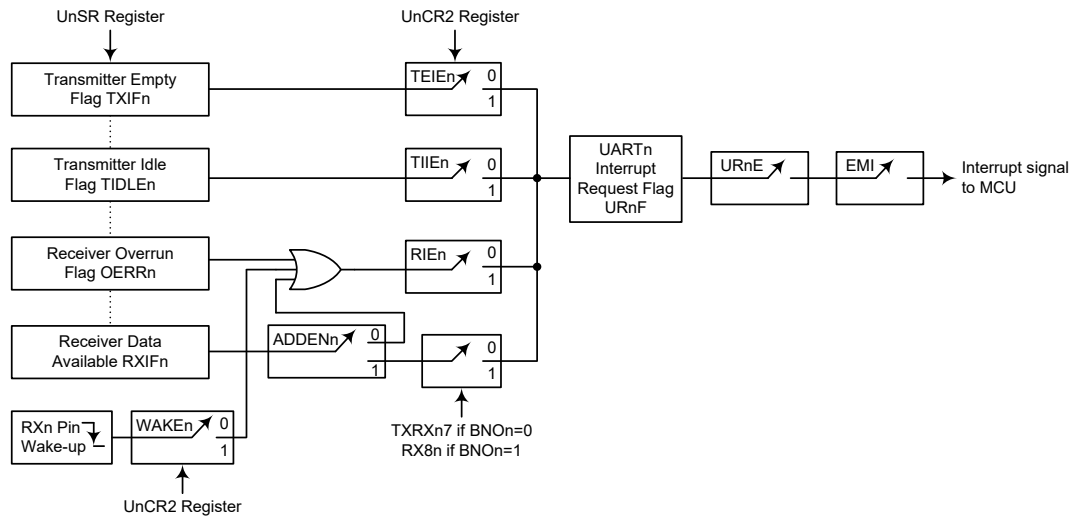 UnSR Register
UnCR2 Register
Transmitter Empty
Flag TXIFn
TEIEn
0
1
Transmitter Idle
Flag TIDLEn
TIIEn
0
1
UARTn
Interrupt
Request Flag
URnF
URnE
EMI
Interrupt signal
to MCU
Receiver Overrun
Flag OERRn
RIEn
0
1
Receiver Data
Available RXIFn
ADDENn
0
1
0
1
RXn Pin
Wake-up
WAKEn
0
1
TXRXn7 if BNOn=0
RX8n if BNOn=1
UnCR2 Register